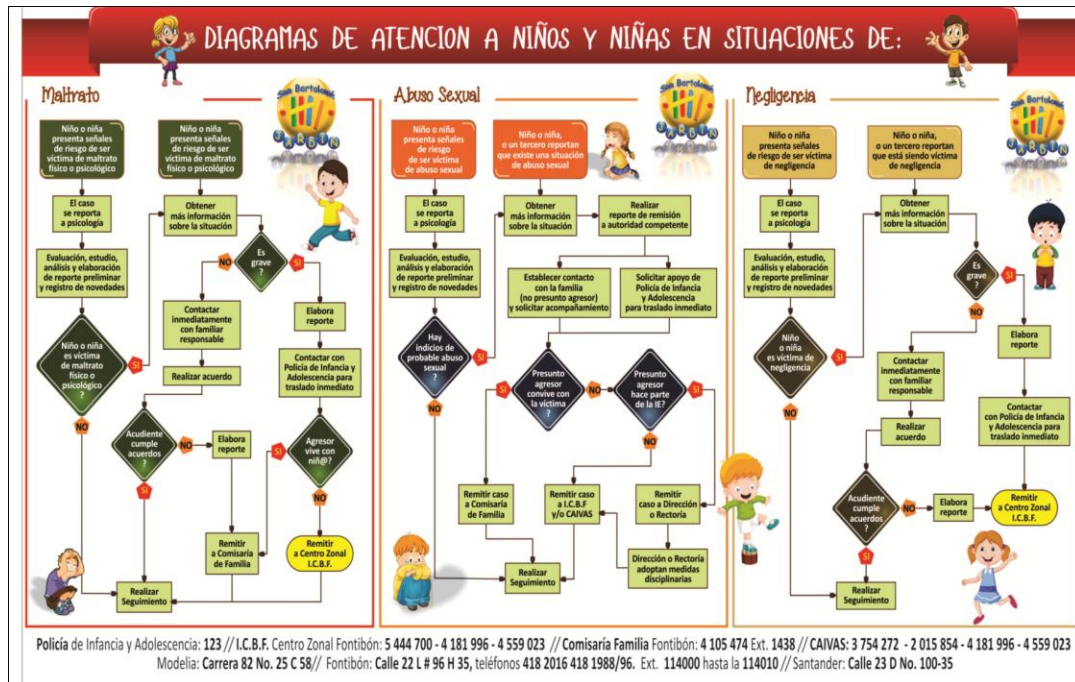 DIAGRAMAS DE ATENCION A NIÑOS Y NIÑAS EN SITUACIONES DE:
Maltrato
San Bartolomé
JARDIN
Niño o niña
presenta señales
de riesgo de ser
víctima de maltrato
físico o psicológico
Niño o niña
presenta señales
de riesgo de ser
víctima de maltrato
físico o psicológico
El caso
se reporta
a psicología
Obtener
más información
sobre la situación
Evaluación, estudio,
análisis y elaboración
de reporte preliminar
y registro de novedades
Es
grave
?
NO
SI
Contactar
inmediatamente
con familiar
responsable
Elabora
reporte
Niño o niña
es víctima
de maltrato
físico o
psicológico
?
SI
Realizar acuerdo
Contactar con
Policía de Infancia y
Adolescencia para
traslado inmediato
NO
Acudiente
cumple
acuerdos
?
NO
Elabora
reporte
SI
Agresor
vive con
niñ@?
SI
NO
Remitir
a Comisaría
de Familia
Remitir
a Centro Zonal
I.C.B.F.
Realizar
Seguimiento
Abuso Sexual
San Bartolomé
JARDIN
Niño o niña
presenta señales
de riesgo
de ser víctima
de abuso sexual
Niño o niña,
o un tercero reportan
que existe una situación
de abuso sexual
El caso
se reporta
a psicología
Obtener
más información
sobre la situación
Realizar
reporte de remisión
a autoridad competente
Evaluación, estudio,
análisis y elaboración
de reporte preliminar
y registro de novedades
Establecer contacto
con la familia
(no presunto agresor)
y solicitar acompañamiento
Solicitar apoyo de
Policía de Infancia
y Adolescencia
para traslado inmediato
Hay
indicios de
probable abuso
sexual
?
SI
NO
Presunto
agresor
convive con
la víctima
?
SI
NO
Presunto
agresor
hace parte
de la IE?
SI
NO
Remitir caso
a Comisaría
de Familia
Remitir caso
a I.C.B.F
y/o CAIVAS
Remitir
caso a Dirección
o Rectoría
Realizar
Seguimiento
Dirección o Rectoría
adoptan medidas
disciplinarias
Negligencia
San Bartolomé
JARDIN
Niño o niña
presenta señales
de riesgo de ser
víctima
de negligencia
Niño o niña,
o un tercero reportan
que está siendo víctima
de negligencia
El caso
se reporta
a psicología
Obtener
más información
sobre la situación
Evaluación, estudio,
análisis y elaboración
de reporte preliminar
y registro de novedades
Es
grave
?
SI
NO
Elabora
reporte
Niño
o niña
es víctima de
negligencia
?
SI
NO
Contactar
inmediatamente
con familiar
responsable
Contactar
con Policía de Infancia
y Adolescencia para
traslado inmediato
Realizar
acuerdo
Acudiente
cumple
acuerdos
?
NO
Elabora
reporte
Remitir
a Centro Zonal
I.C.B.F.
SI
Realizar
Seguimiento
Policía de Infancia y Adolescencia: 123 // I.C.B.F. Centro Zonal Fontibón: 5 444 700 - 4 181 996 - 4 559 023 // Comisaría Familia Fontibón: 4 105 474 Ext. 1438 // CAIVAS: 3 754 272 - 2 015 854 - 4 181 996 - 4 559 023
Modelia: Carrera 82 No. 25 C 58// Fontibón: Calle 22 L # 96 H 35, teléfonos 418 2016 418 1988/96. Ext. 114000 hasta la 114010 // Santander: Calle 23 D No. 100-35